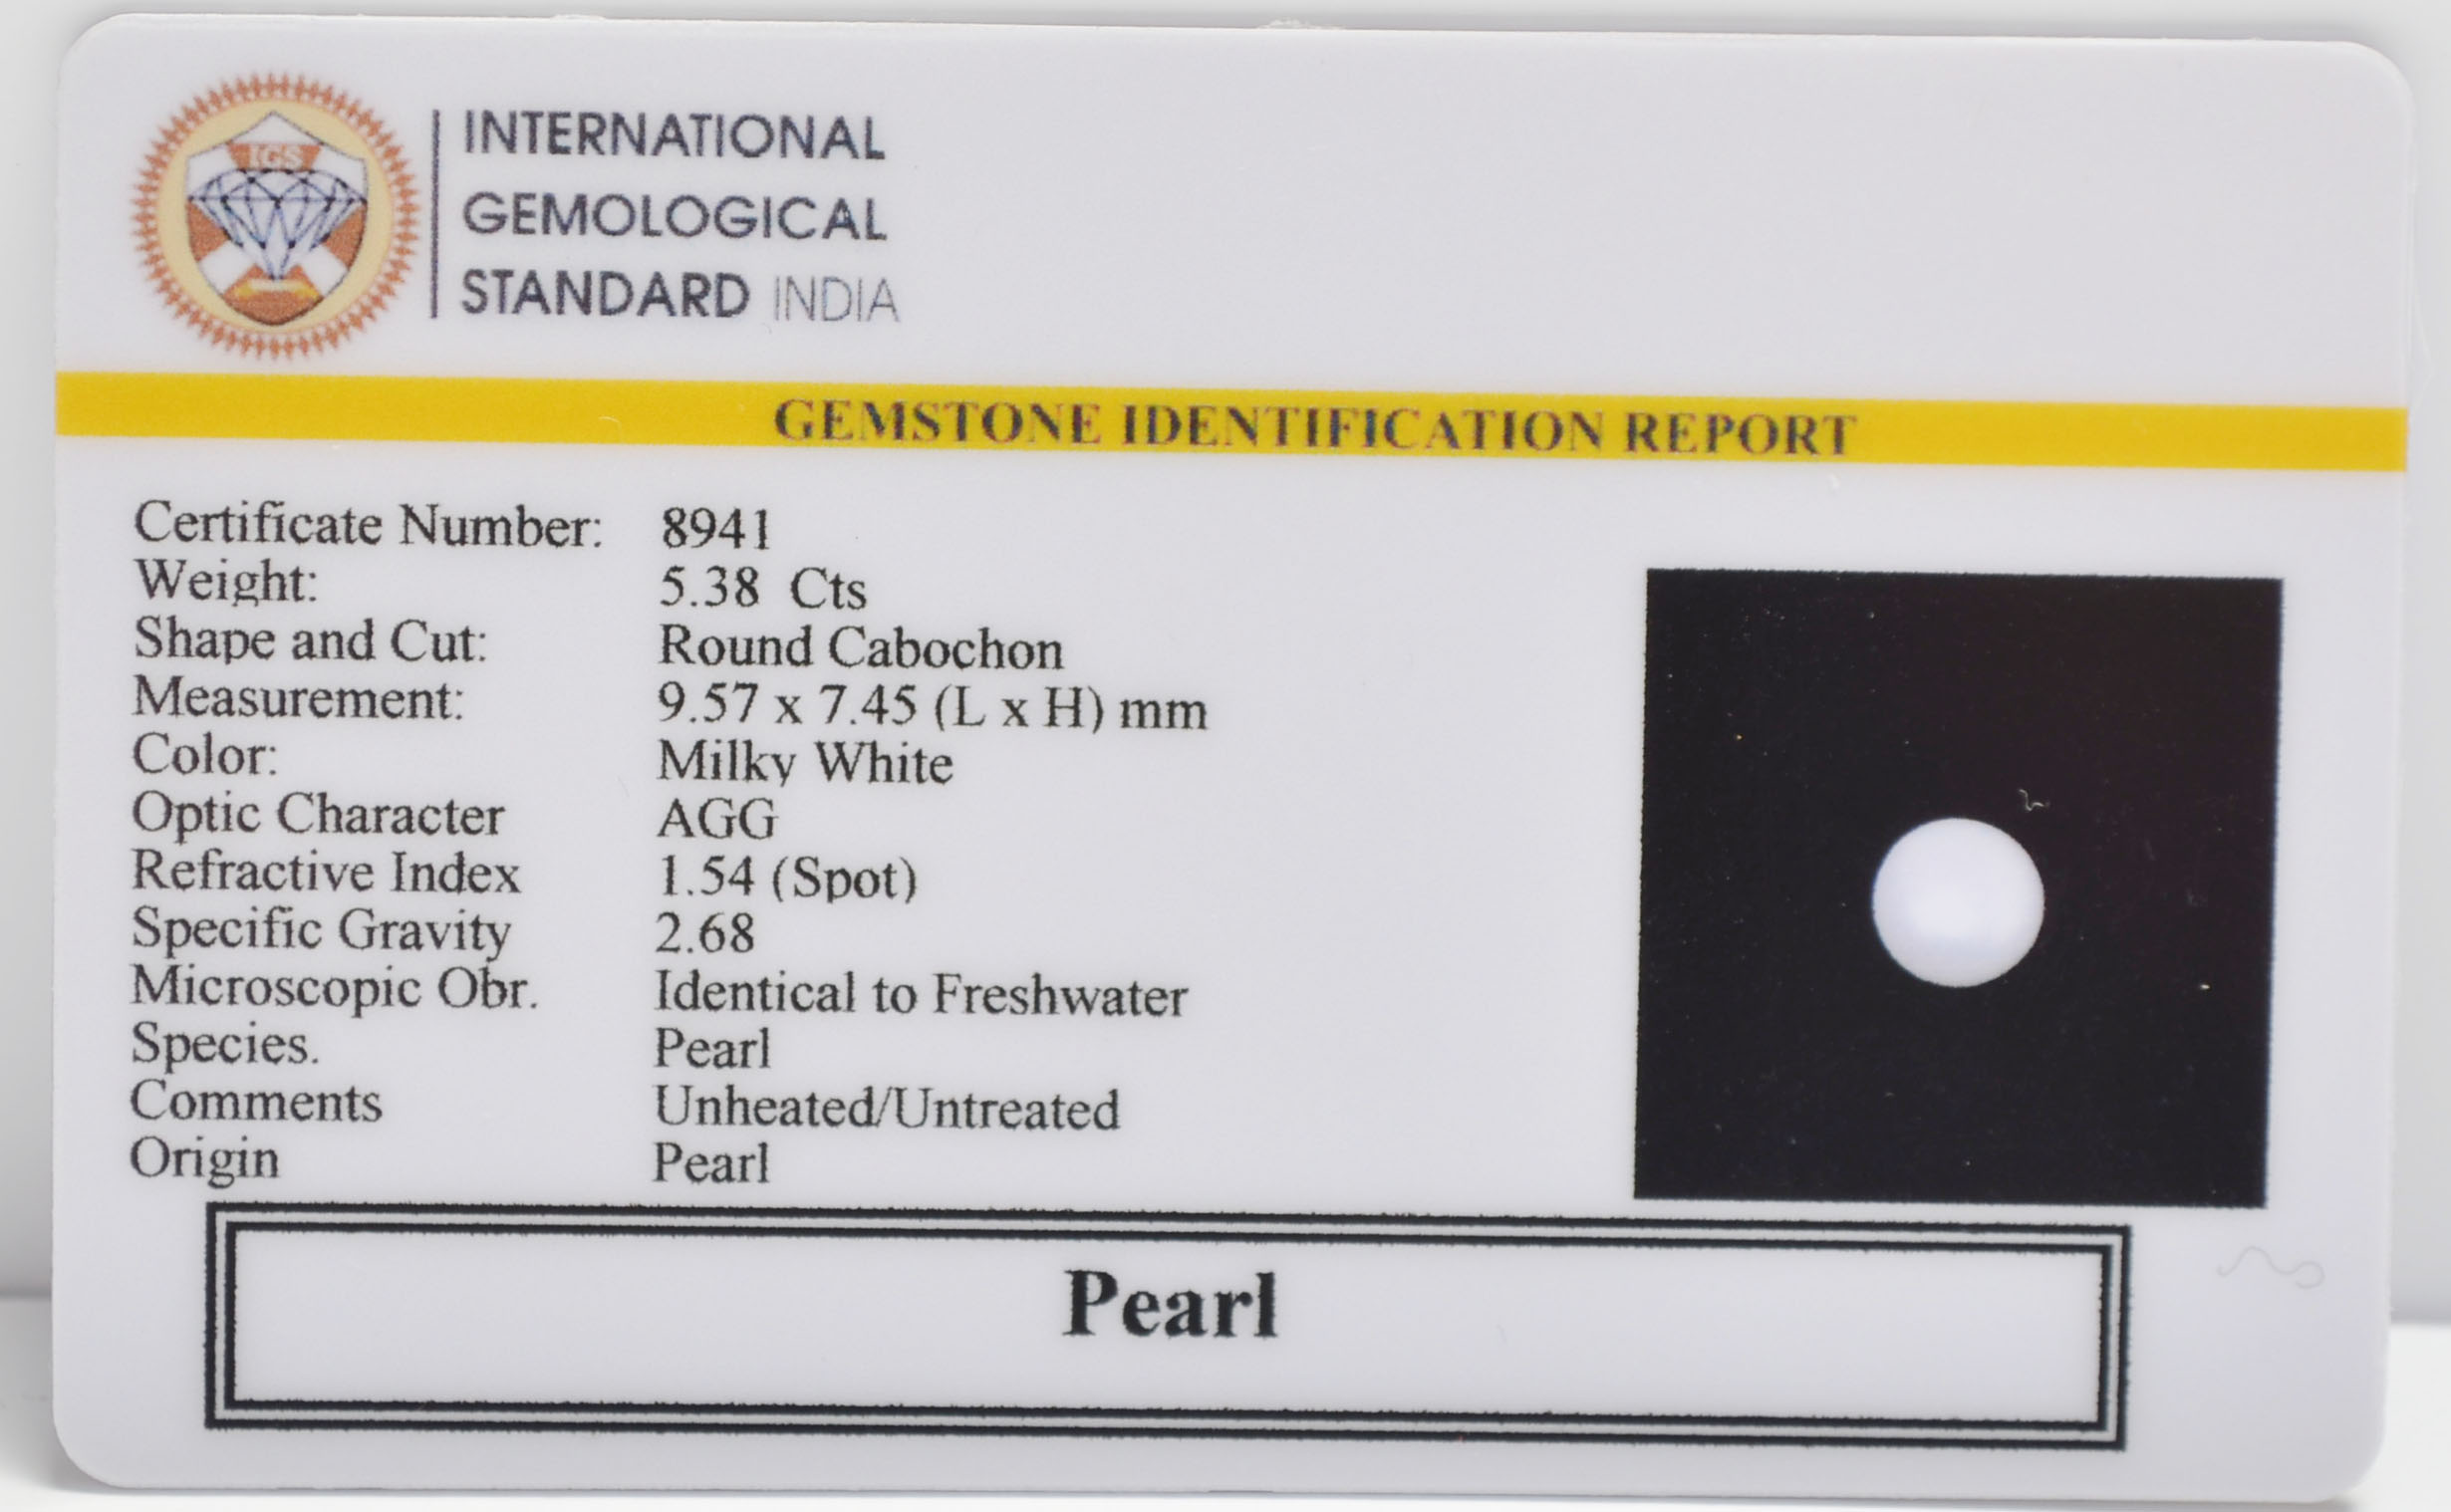 IGS
INTERNATIONAL
GEMOLOGICAL
STANDARD INDIA
GEMSTONE IDENTIFICATION REPORT
Certificate Number: 8941
Weight: 5.38 Cts
Shape and Cut: Round Cabochon
Measurement: 9.57 x 7.45 (L x H) mm
Color: Milky White
Optic Character AGG
Refractive Index 1.54 (Spot)
Specific Gravity 2.68
Microscopic Obr. Identical to Freshwater
Species. Pearl
Comments Unheated/Untreated
Origin Pearl
Pearl